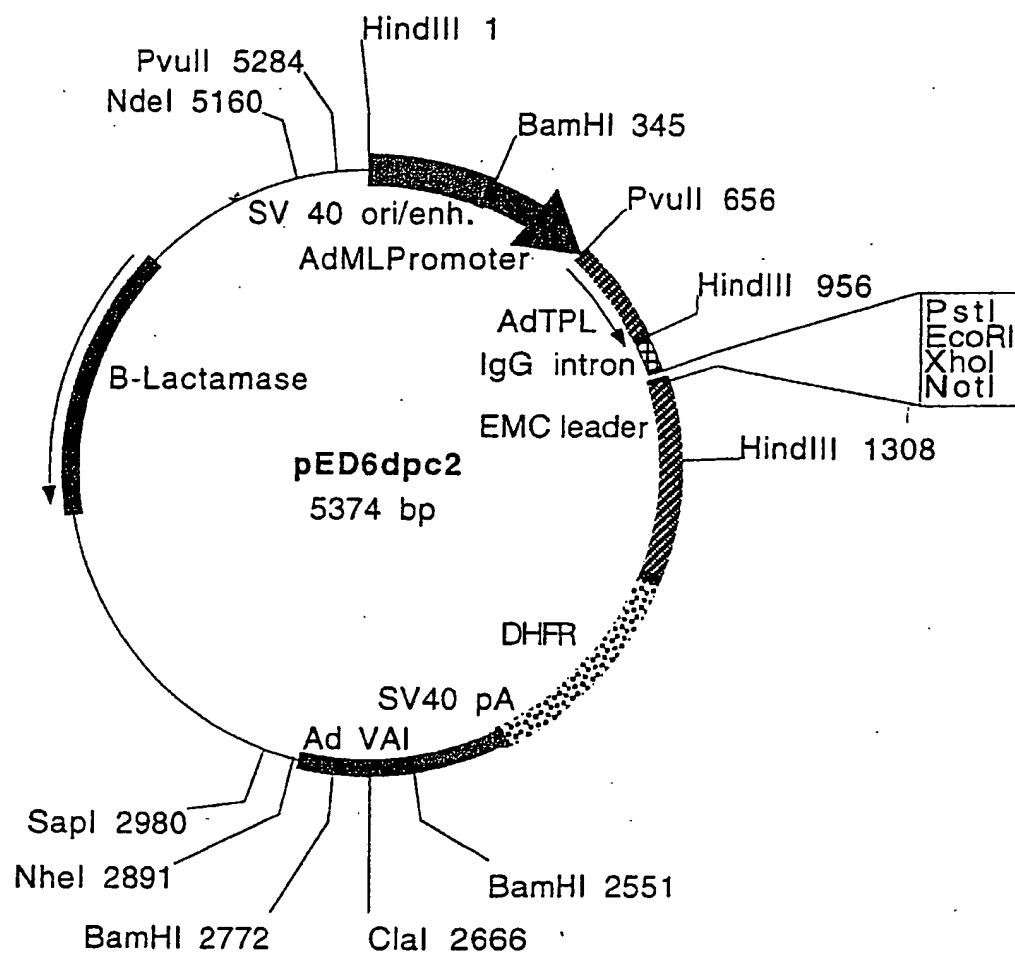 HindIII 1
PvuII 5284
NdeI 5160
BamHI 345
PvuII 656
SV 40 ori/enh.
AdMLPromoter
HindIII 956
AdTPL
IgG intron
PstI
EcoRI
XhoI
NotI
B-Lactamase
EMC leader
HindIII 1308
pED6dpc2
5374 bp
DHFR
SV40 pA
Ad VAI
SapI 2980
NheI 2891
BamHI 2551
BamHI 2772
ClaI 2666